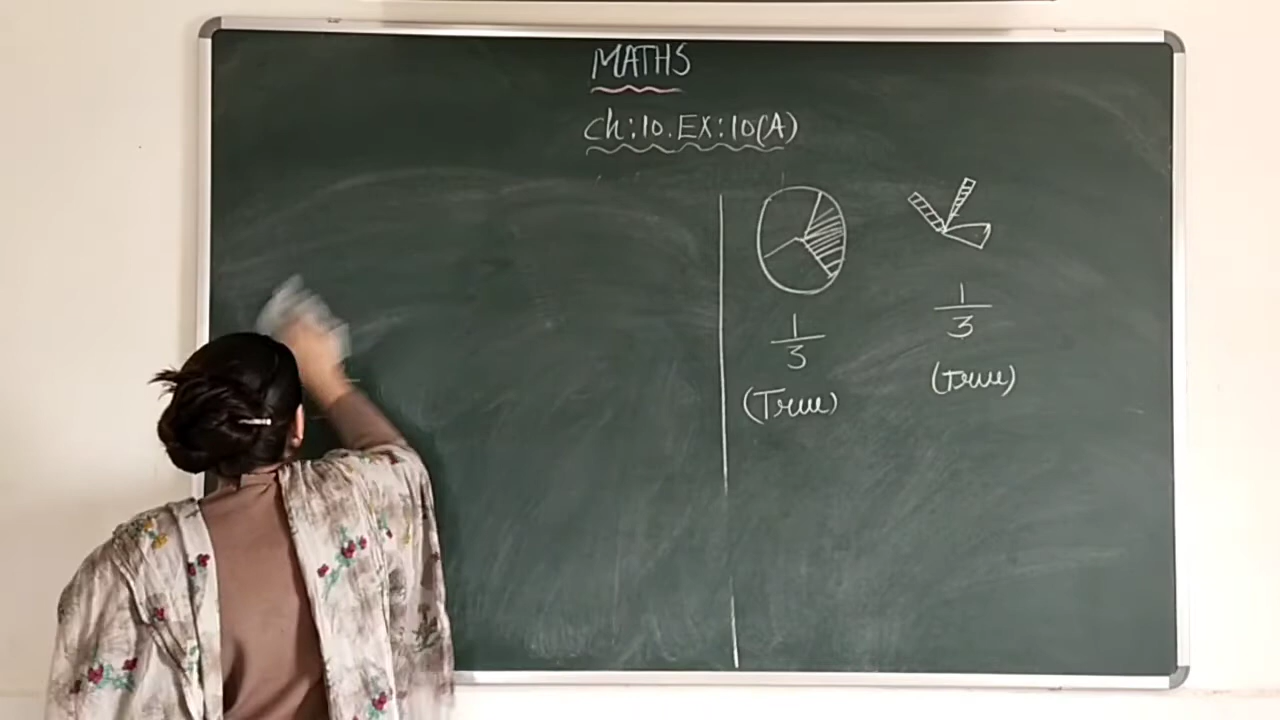 MATHS
Ch:10. EX:10(A)
1/3
1/3
(True)
(True)